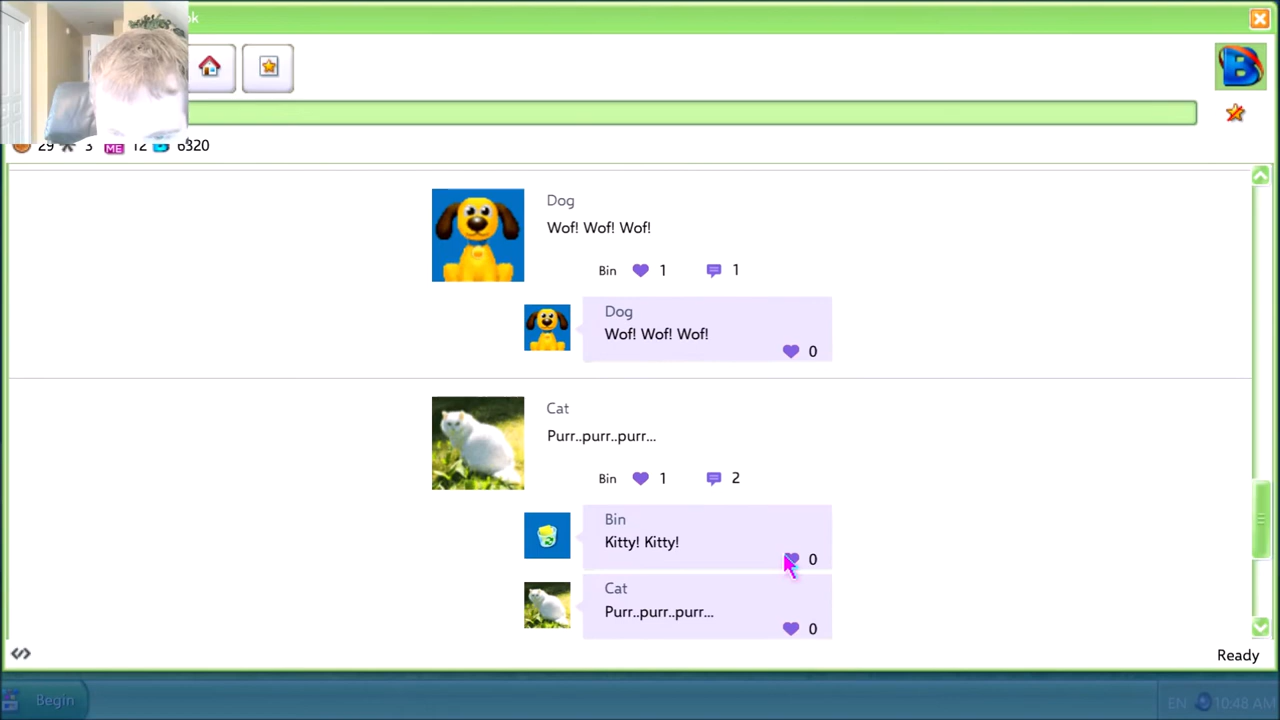 ok
29 3 ME 12 6320
Dog
Wof! Wof! Wof!
Bin 1 1
Dog
Wof! Wof! Wof!
0
Cat
Purr..purr..purr...
Bin 1 2
Bin
Kitty! Kitty!
0
Cat
Purr..purr..purr...
0
Ready
Begin
EN 10:48 AM